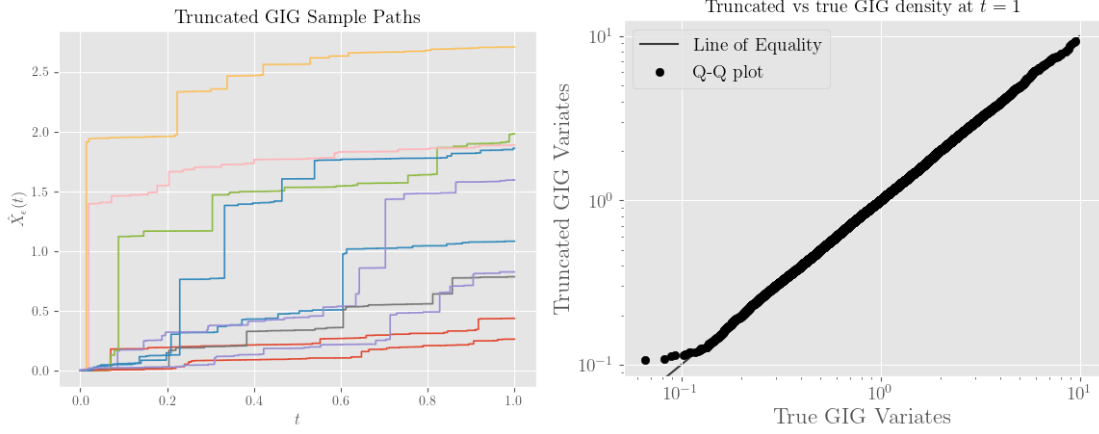 Truncated GIG Sample Paths
2.5
2.0
1.5
1.0
0.5
0.0
X̂ϵ(t)
0.0 0.2 0.4 0.6 0.8 1.0
t
Truncated vs true GIG density at t = 1
Line of Equality
Q-Q plot
10¹
10⁰
10⁻¹
Truncated GIG Variates
10⁻¹ 10⁰ 10¹
True GIG Variates